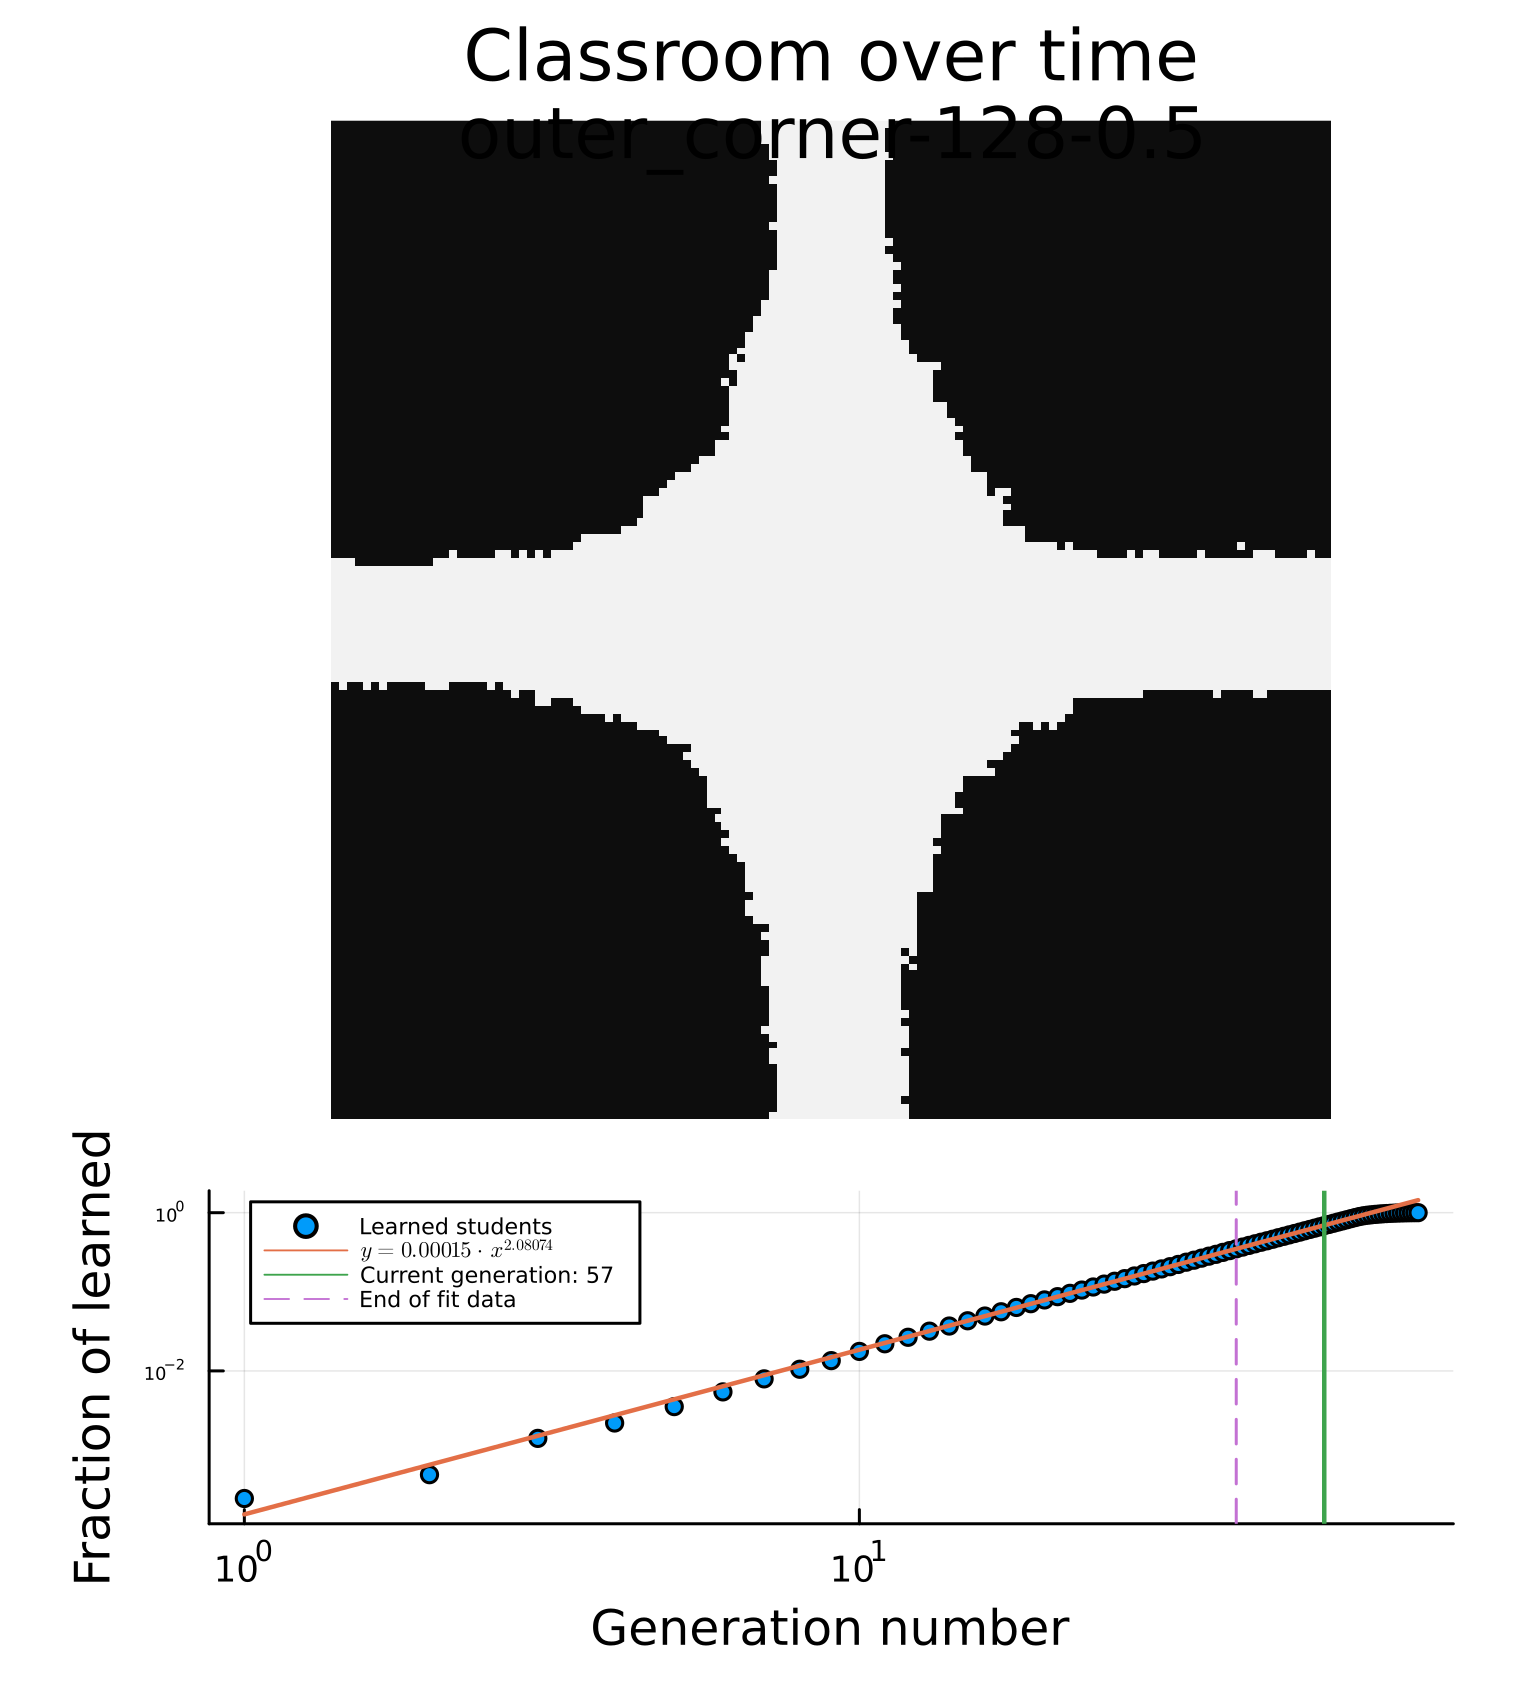 Classroom over time
outer_corner-128-0.5
Fraction of learned
10⁰
10⁻²
Learned students
y = 0.00015 · x^2.08074
Current generation: 57
End of fit data
10⁰
10¹
Generation number